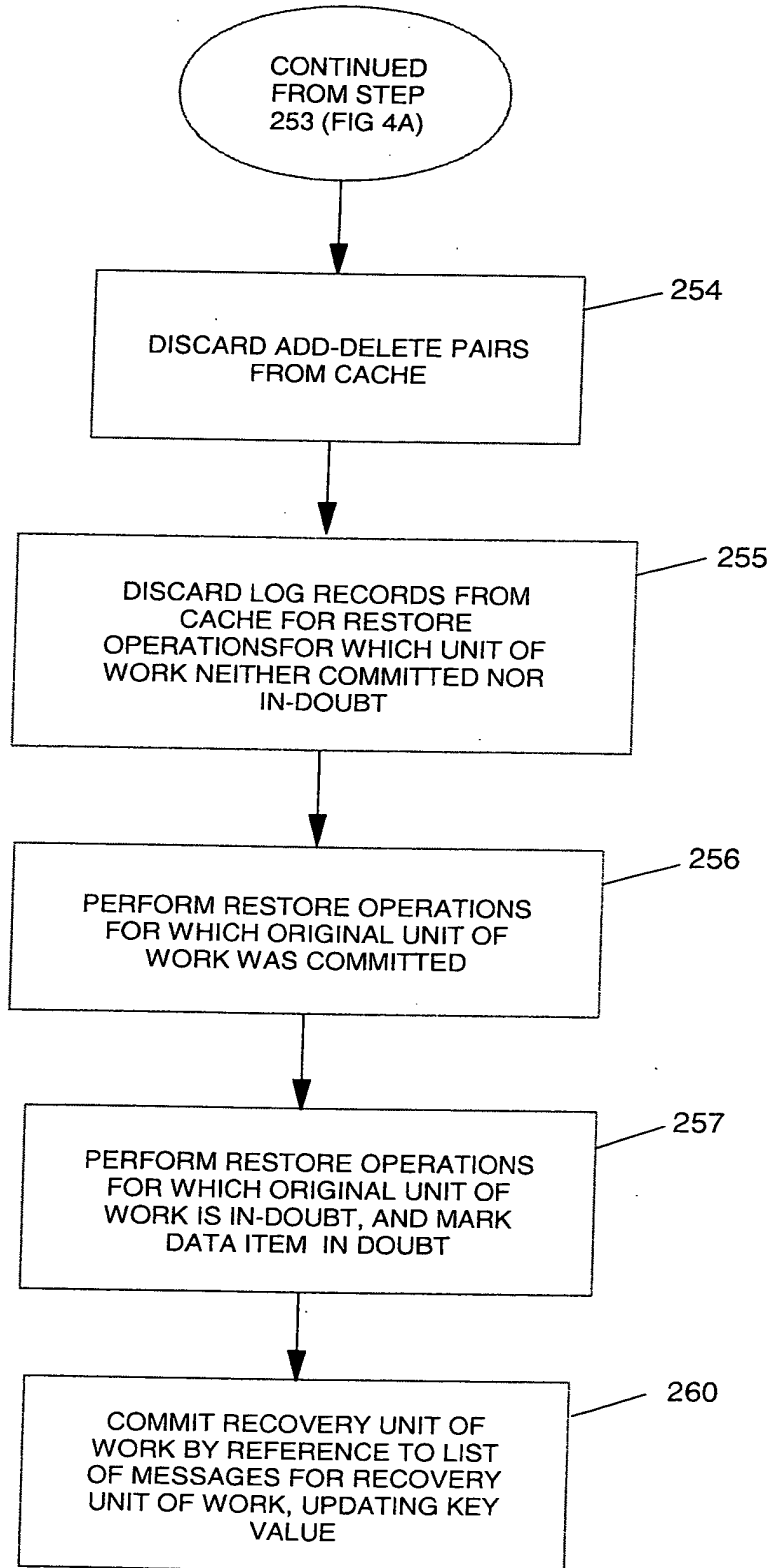 CONTINUED
FROM STEP
253 (FIG 4A)
254
DISCARD ADD-DELETE PAIRS
FROM CACHE
255
DISCARD LOG RECORDS FROM
CACHE FOR RESTORE
OPERATIONSFOR WHICH UNIT OF
WORK NEITHER COMMITTED NOR
IN-DOUBT
256
PERFORM RESTORE OPERATIONS
FOR WHICH ORIGINAL UNIT OF
WORK WAS COMMITTED
257
PERFORM RESTORE OPERATIONS
FOR WHICH ORIGINAL UNIT OF
WORK IS IN-DOUBT, AND MARK
DATA ITEM IN DOUBT
260
COMMIT RECOVERY UNIT OF
WORK BY REFERENCE TO LIST
OF MESSAGES FOR RECOVERY
UNIT OF WORK, UPDATING KEY
VALUE